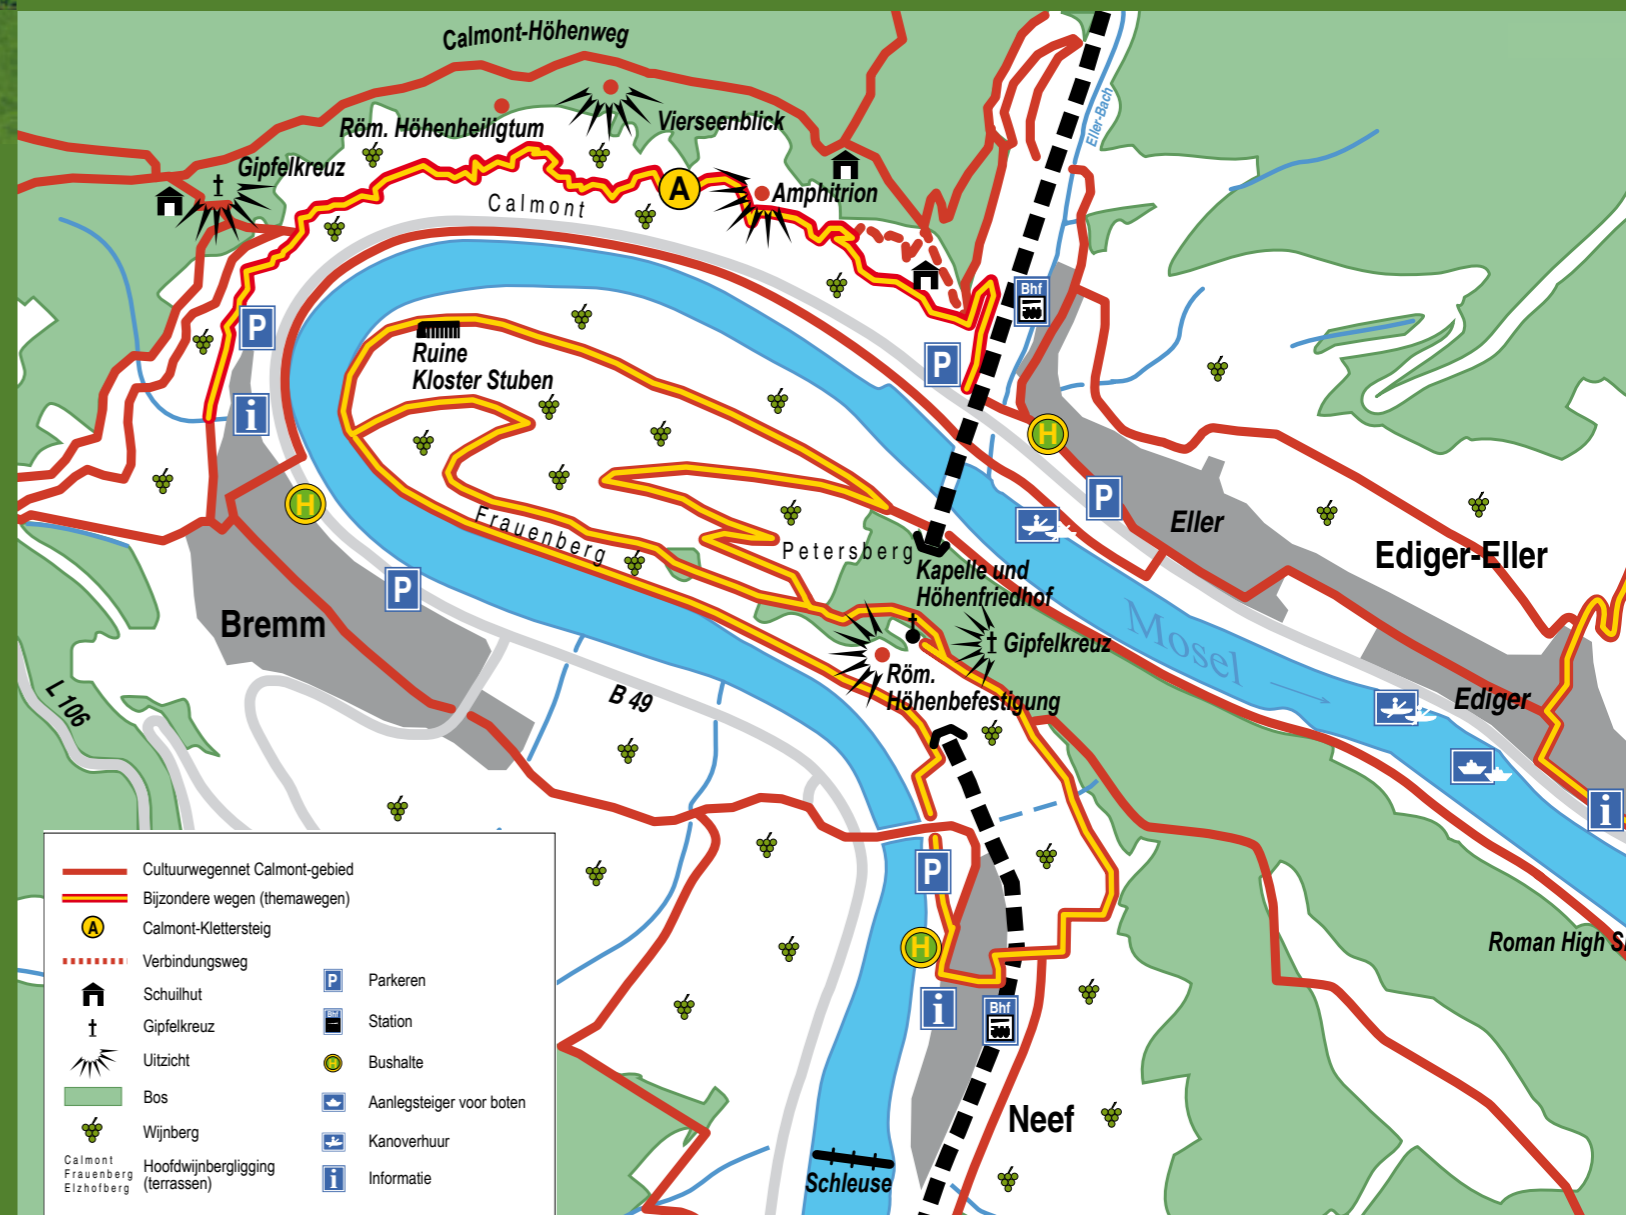 Calmont-Höhenweg
Eller-Bach
Röm. Höhenheiligtum
Vierseenblick
Gipfelkreuz
A
Amphitrion
Calmont
P
Bhf
Ruine
Kloster Stuben
P
i
H
H
P
Frauenberg
Petersberg
Eller
Ediger-Eller
Kapelle und
Höhenfriedhof
P
Bremm
Mosel
Gipfelkreuz
Röm.
Höhenbefestigung
L 106
B 49
Ediger
i
P
H
Roman High
i
Bhf
Neef
Schleuse
Cultuurwegennet Calmont-gebied
Bijzondere wegen (themawegen)
A Calmont-Klettersteig
Verbindungsweg
Schuilhut
Gipfelkreuz
Uitzicht
Bos
Wijnberg
Calmont
Frauenberg
Elzhofberg
Hoofdwijnbergligging
(terrassen)
P Parkeren
Bhf Station
H Bushalte
Aanlegsteiger voor boten
Kanoverhuur
i Informatie